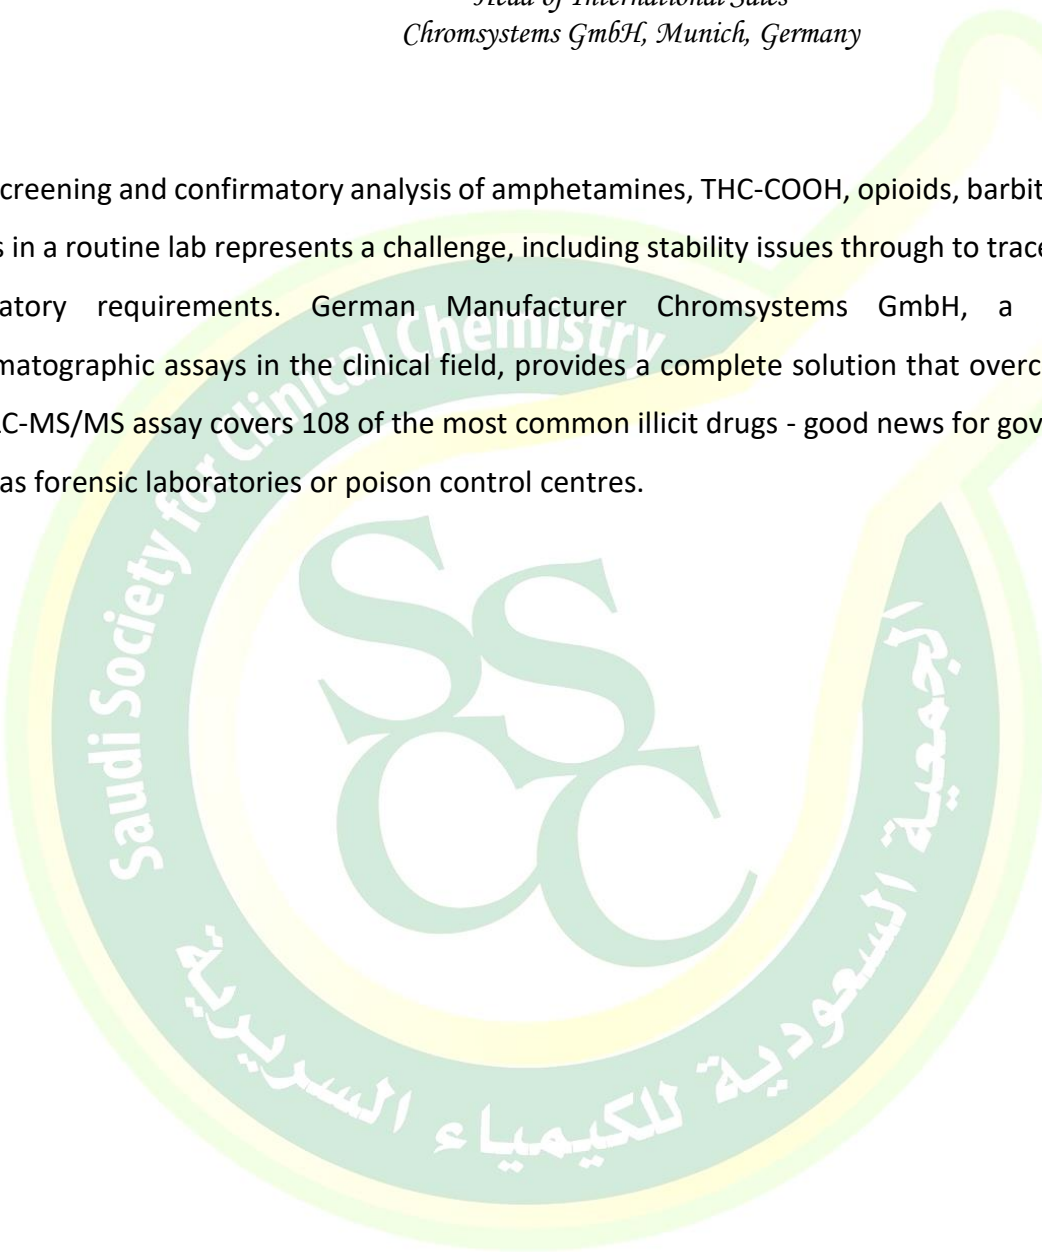 Head of International Sales
Chromsystems GmbH, Munich, Germany
creening and confirmatory analysis of amphetamines, THC-COOH, opioids, barbit
s in a routine lab represents a challenge, including stability issues through to trace
atory requirements. German Manufacturer Chromsystems GmbH, a
matographic assays in the clinical field, provides a complete solution that overc
LC-MS/MS assay covers 108 of the most common illicit drugs - good news for gov
as forensic laboratories or poison control centres.
Saudi Society for Clinical Chemistry
SS
CC
الجمعية السعودية للكيمياء السريرية